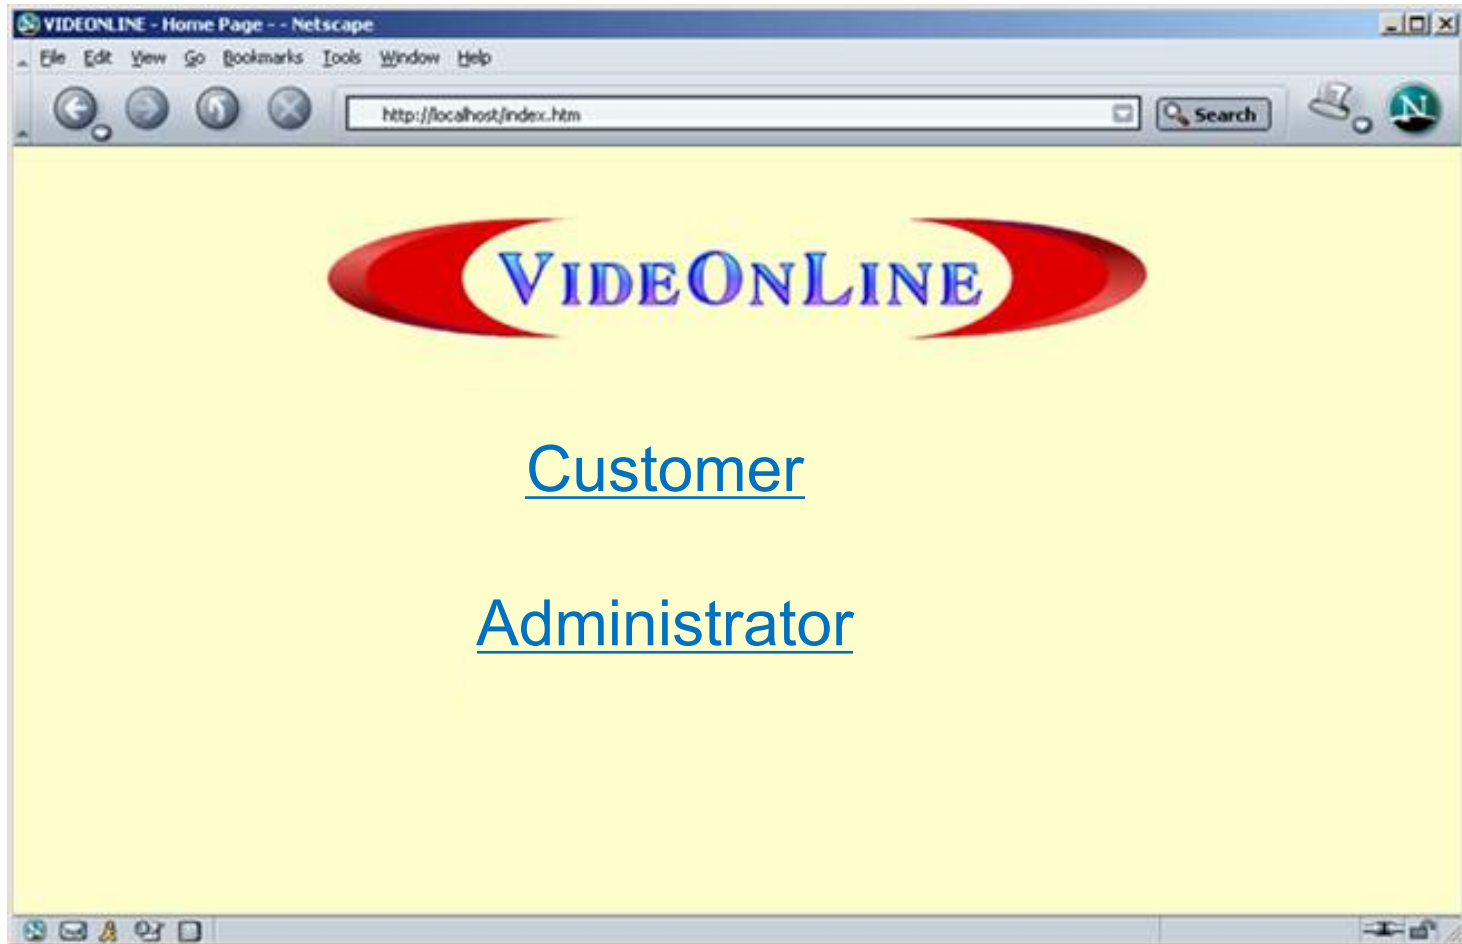 VIDEONLINE - Home Page - - Netscape
File Edit View Go Bookmarks Tools Window Help
http://localhost/index.htm Search N
VIDEONLINE
Customer
Administrator